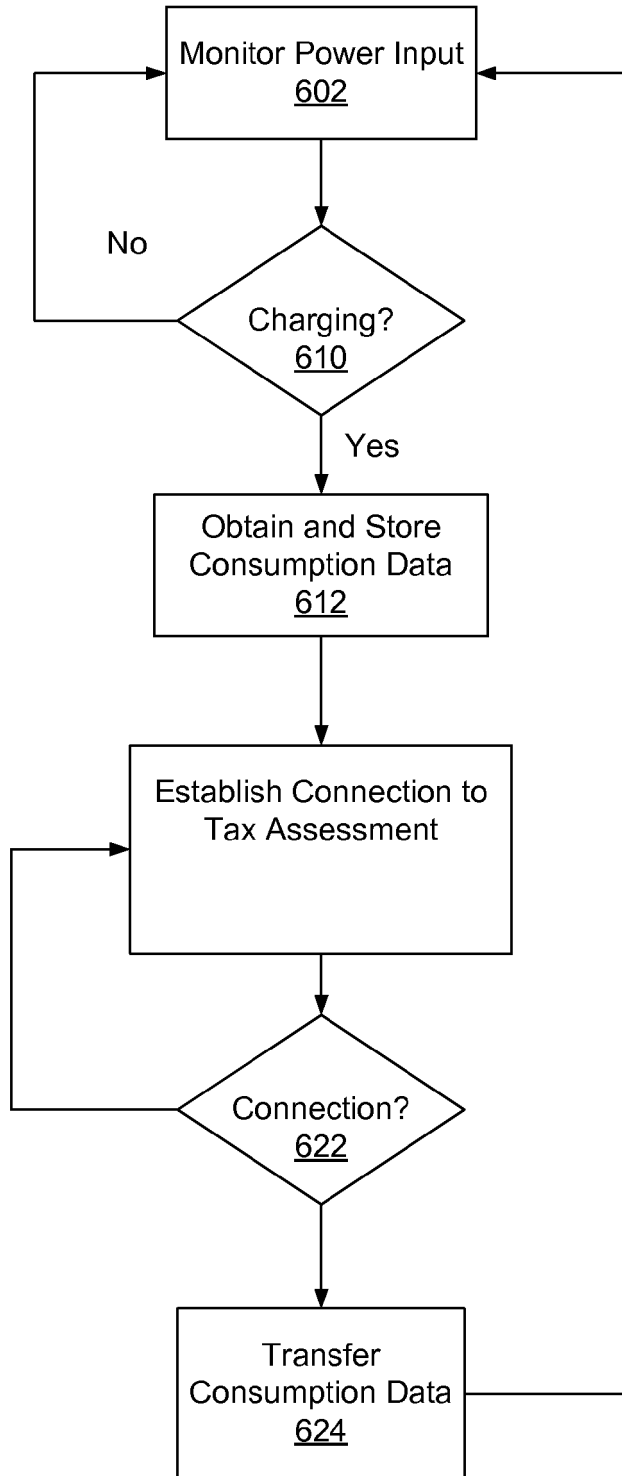 Monitor Power Input
602
No
Charging?
610
Yes
Obtain and Store
Consumption Data
612
Establish Connection to
Tax Assessment
Connection?
622
Transfer
Consumption Data
624